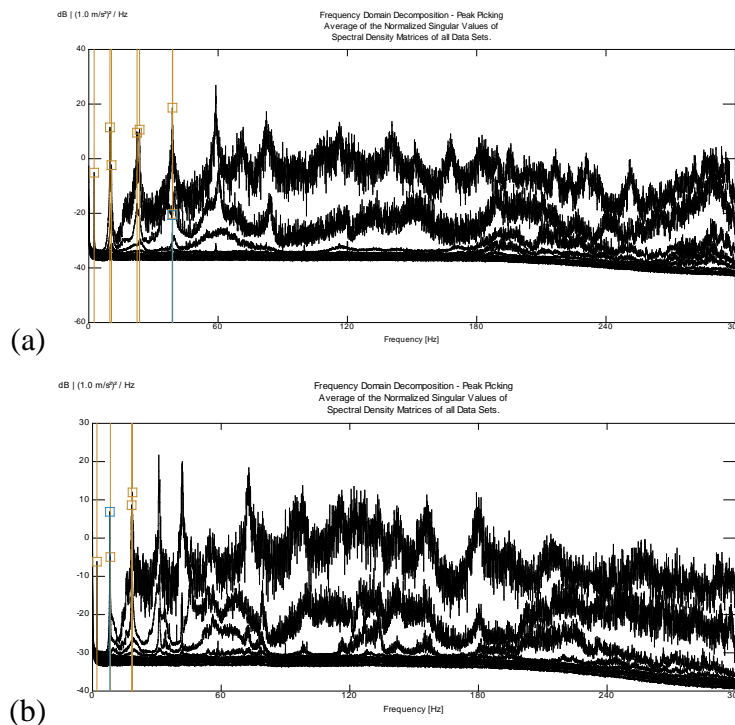 dB | (1.0 m/s²)² / Hz
Frequency Domain Decomposition - Peak Picking
Average of the Normalized Singular Values of
Spectral Density Matrices of all Data Sets.
40
20
0
-20
-40
-60
0 60 120 180 240 30
Frequency [Hz]
(a)
dB | (1.0 m/s²)² / Hz
Frequency Domain Decomposition - Peak Picking
Average of the Normalized Singular Values of
Spectral Density Matrices of all Data Sets.
30
20
10
0
-10
-20
-30
-40
0 60 120 180 240 300
Frequency [Hz]
(b)